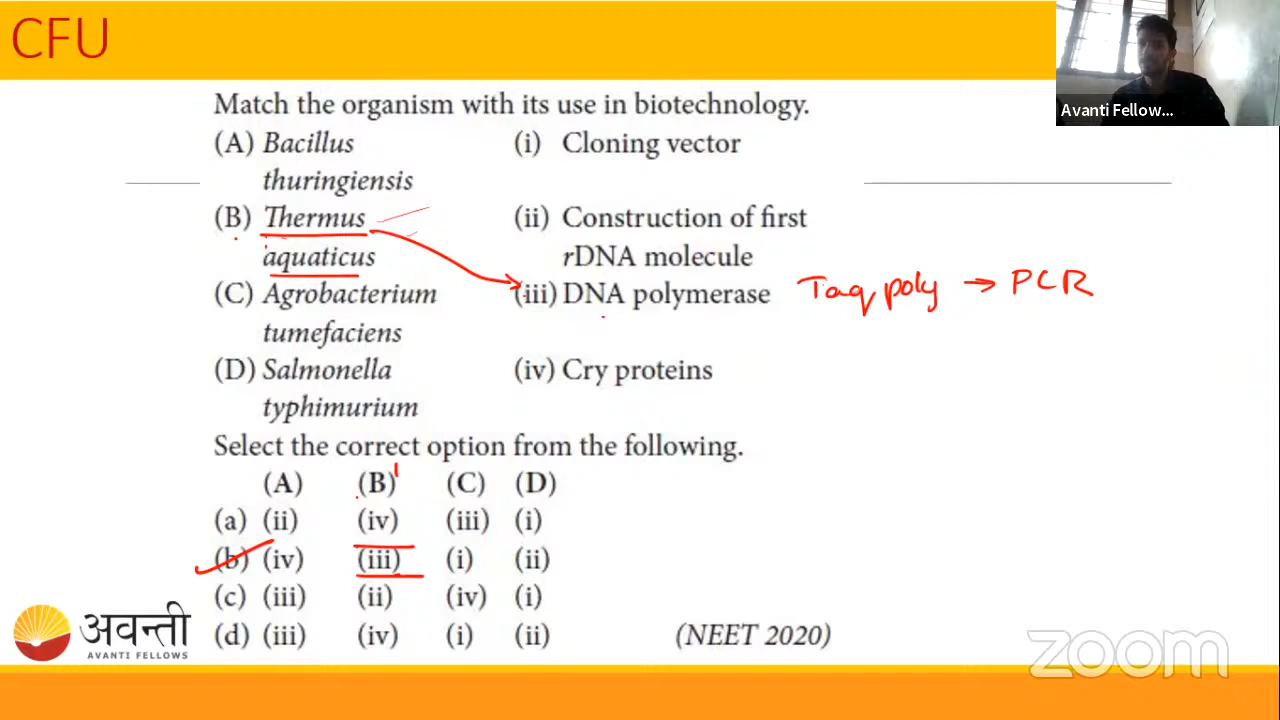 CFU
Avanti Fellow...
Match the organism with its use in biotechnology.
(A) Bacillus (i) Cloning vector
thuringiensis
(B) Thermus (ii) Construction of first
aquaticus rDNA molecule
(C) Agrobacterium (iii) DNA polymerase Taq poly → PCR
tumefaciens
(D) Salmonella (iv) Cry proteins
typhimurium
Select the correct option from the following.
(A) (B) (C) (D)
(a) (ii) (iv) (iii) (i)
(b) (iv) (iii) (i) (ii)
(c) (iii) (ii) (iv) (i)
(d) (iii) (iv) (i) (ii) (NEET 2020)
अवन्ती
AVANTI FELLOWS
zoom